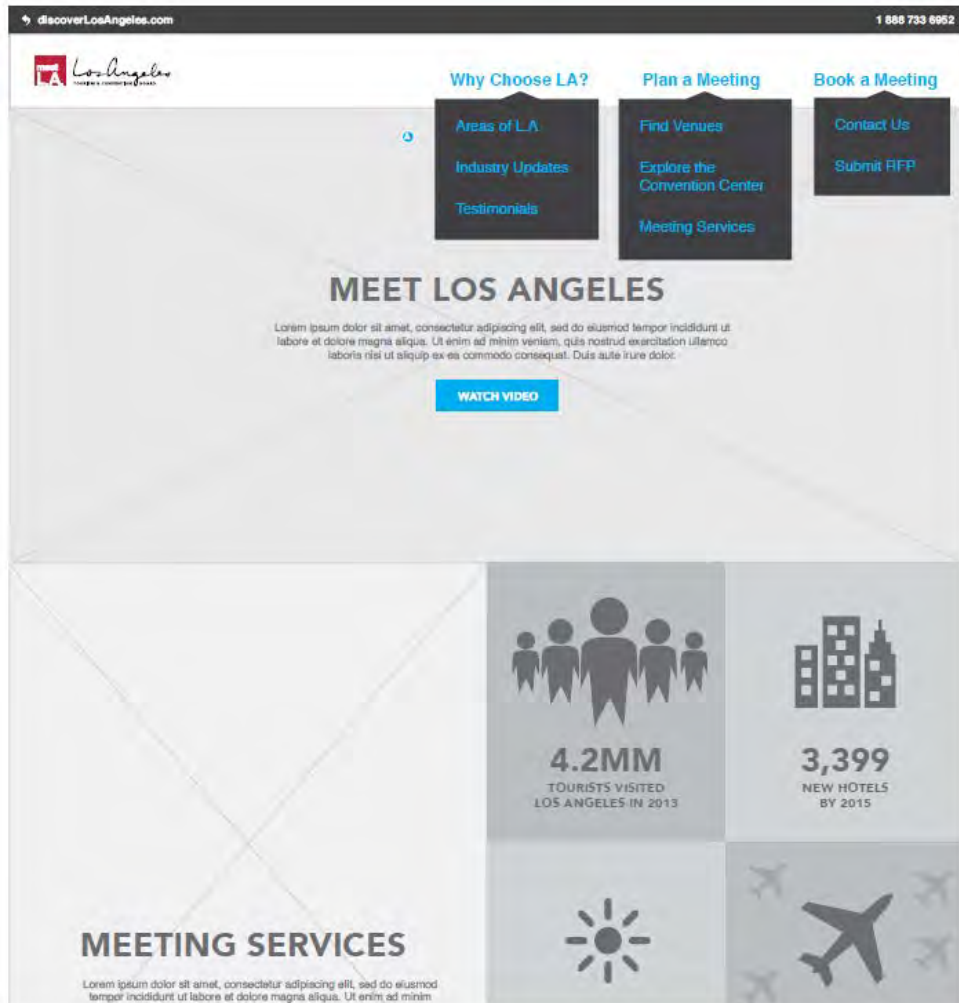 discoverLosAngeles.com
1 888 733 6952
meet
LA
Los Angeles
TOURISM & CONVENTION BOARD
Why Choose LA?
Plan a Meeting
Book a Meeting
Areas of L.A
Industry Updates
Testimonials
Find Venues
Explore the
Convention Center
Meeting Services
Contact Us
Submit RFP
MEET LOS ANGELES
Lorem ipsum dolor sit amet, consectetur adipiscing elit, sed do eiusmod tempor incididunt ut
labore et dolore magna aliqua. Ut enim ad minim veniam, quis nostrud exercitation ullamco
laboris nisi ut aliquip ex ea commodo consequat. Duis aute irure dolor.
WATCH VIDEO
4.2MM
TOURISTS VISITED
LOS ANGELES IN 2013
3,399
NEW HOTELS
BY 2015
MEETING SERVICES
Lorem ipsum dolor sit amet, consectetur adipiscing elit, sed do eiusmod
tempor incididunt ut labore et dolore magna aliqua. Ut enim ad minim